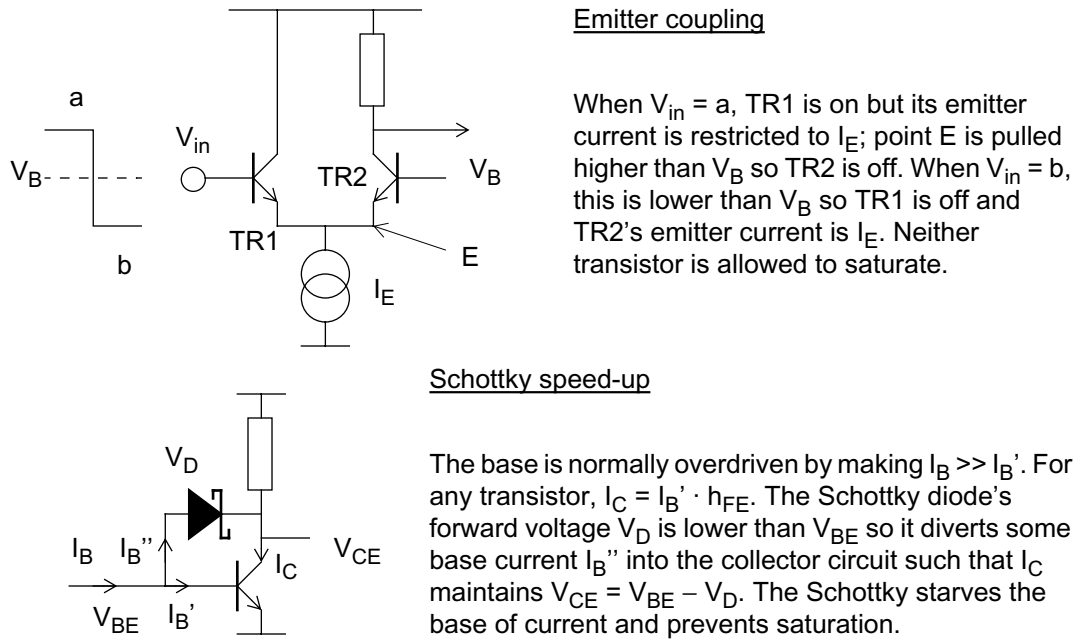 Emitter coupling
a
V_B
b
V_in
TR1
TR2
V_B
E
I_E
When V_in = a, TR1 is on but its emitter
current is restricted to I_E; point E is pulled
higher than V_B so TR2 is off. When V_in = b,
this is lower than V_B so TR1 is off and
TR2's emitter current is I_E. Neither
transistor is allowed to saturate.
Schottky speed-up
V_D
I_B
I_B''
I_C
V_CE
V_BE
I_B'
The base is normally overdriven by making I_B >> I_B'. For
any transistor, I_C = I_B' · h_FE. The Schottky diode's
forward voltage V_D is lower than V_BE so it diverts some
base current I_B'' into the collector circuit such that I_C
maintains V_CE = V_BE – V_D. The Schottky starves the
base of current and prevents saturation.